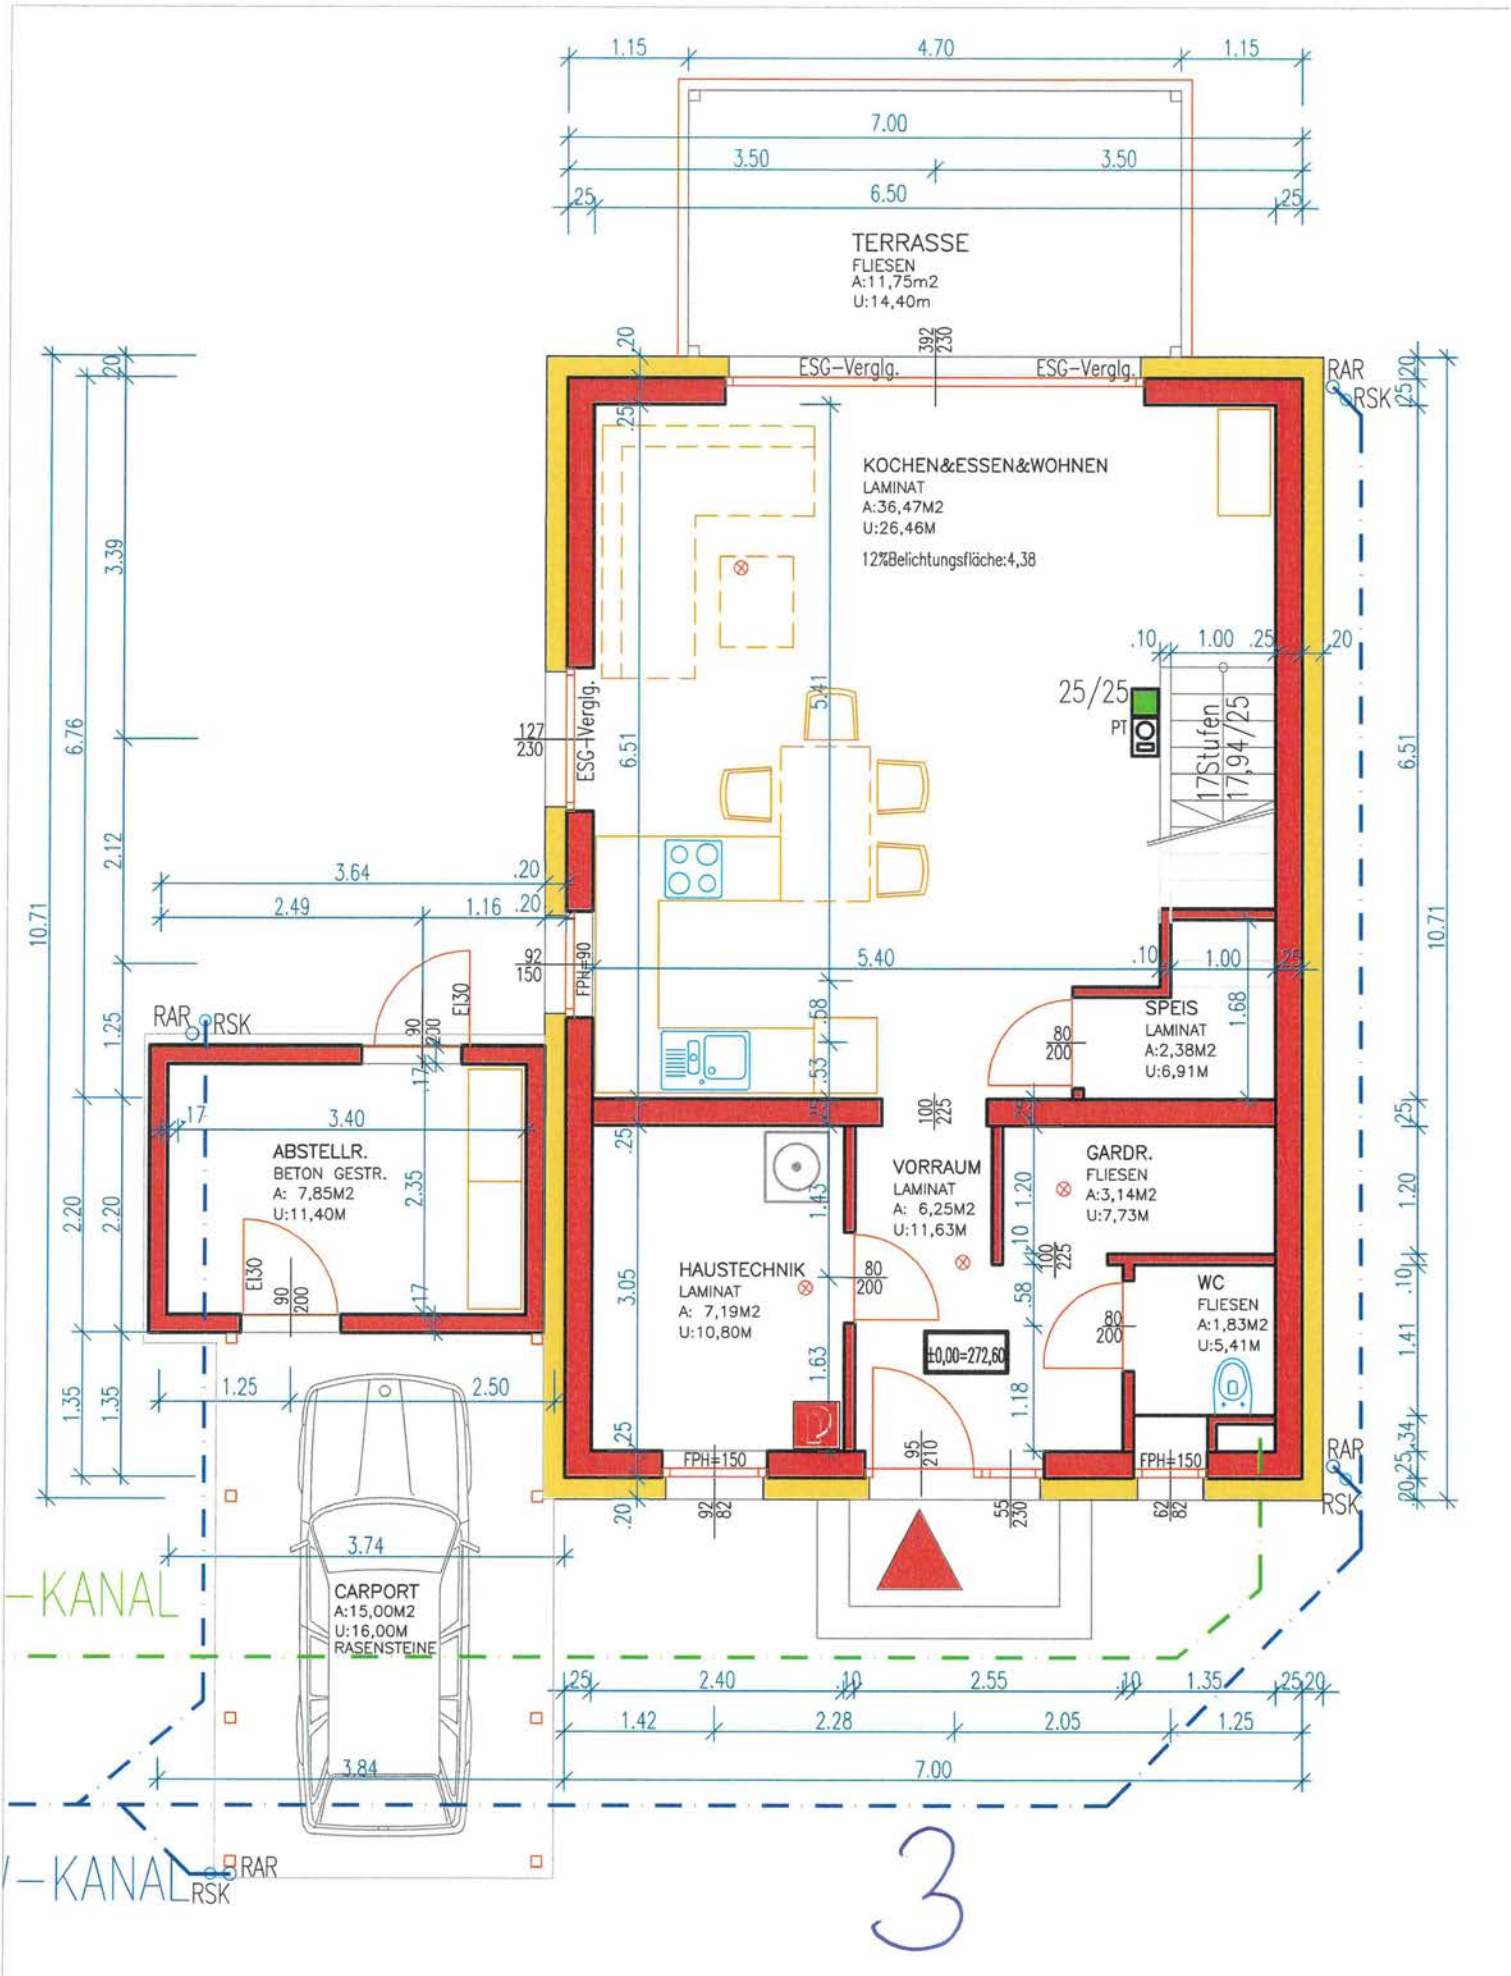 1.15
4.70
1.15
7.00
3.50
3.50
.25
6.50
.25
TERRASSE
FLIESEN
A:11,75m2
U:14,40m
392
230
ESG-Verglg.
ESG-Verglg.
RAR
RSK
.20
.25
.20
.20
.25
KOCHEN&ESSEN&WOHNEN
LAMINAT
A:36,47M2
U:26,46M
12%Belichtungsfläche:4,38
3.39
6.76
10.71
2.12
1.25
2.20
2.20
1.35
1.35
127
230
ESG-Verglg.
6.51
5.41
.10
1.00
.25
.20
25/25
PT
17Stufen
17,94/25
6.51
10.71
3.64
.20
2.49
1.16
.20
92
150
FPH=90
5.40
.10
1.00
.25
.58
.53
.25
1.68
SPEIS
LAMINAT
A:2,38M2
U:6,91M
80
200
RAR
RSK
90
200
EI30
.17
.17
3.40
ABSTELLR.
BETON GESTR.
A: 7,85M2
U:11,40M
2.35
EI30
90
200
.17
100
225
.25
.25
.25
VORRAUM
LAMINAT
A: 6,25M2
U:11,63M
GARDR.
FLIESEN
A:3,14M2
U:7,73M
1.20
.10
1.20
.10
1.43
100
225
HAUSTECHNIK
LAMINAT
A: 7,19M2
U:10,80M
3.05
80
200
.58
WC
FLIESEN
A:1,83M2
U:5,41M
80
200
±0,00=272,60
1.41
1.63
1.18
1.25
2.50
.25
FPH=150
95
210
FPH=150
.34
.25
.20
RAR
RSK
.20
92
82
55
230
62
82
3.74
CARPORT
A:15,00M2
U:16,00M
RASENSTEINE
-KANAL
.25
2.40
.10
2.55
.10
1.35
.25
.20
1.42
2.28
2.05
1.25
3.84
7.00
-KANAL
RAR
RSK
3